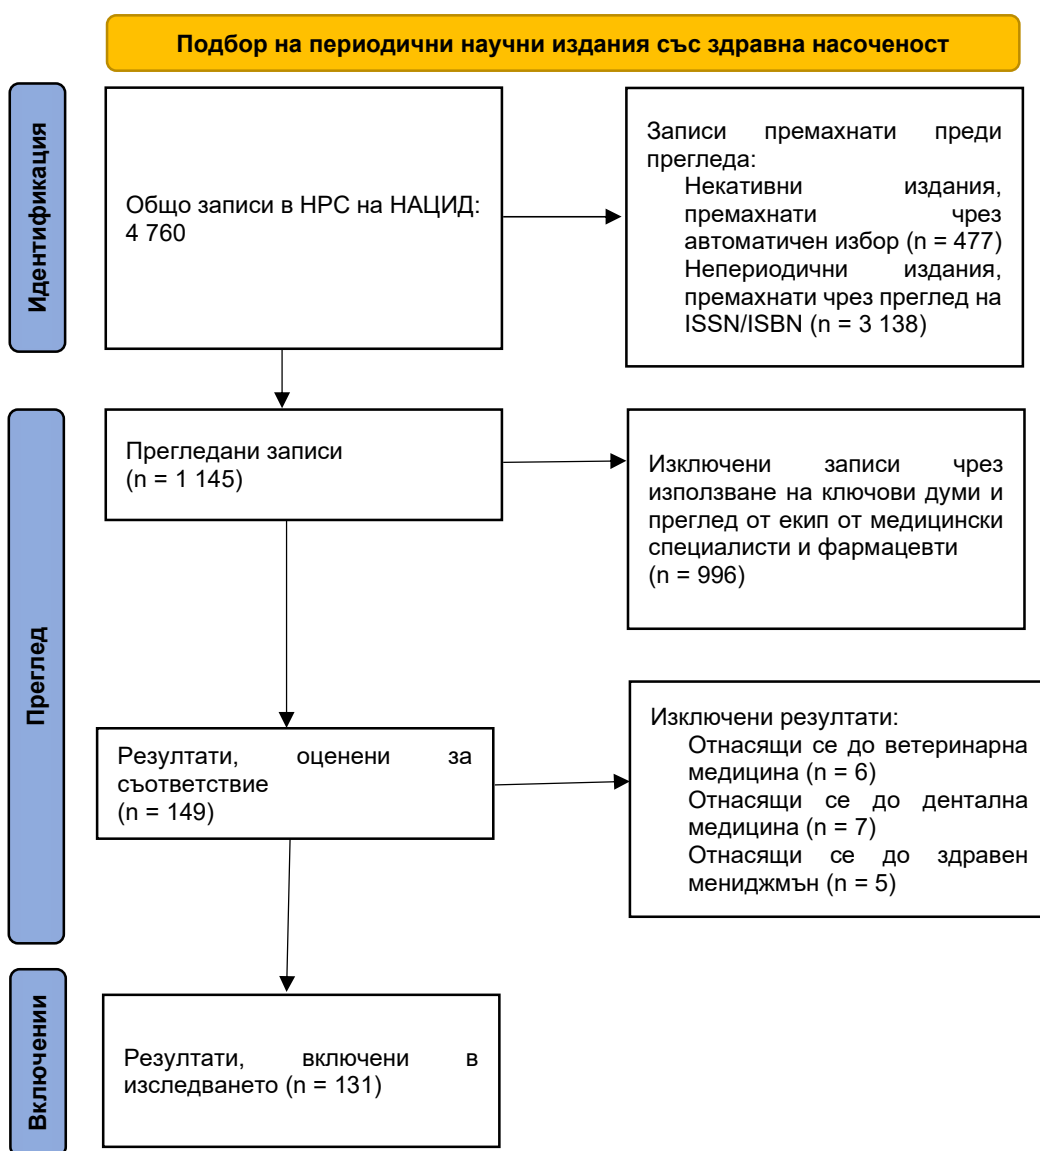 Подбор на периодични научни издания със здравна насоченост
Идентификация
Общо записи в НРС на НАЦИД:
4 760
Записи премахнати преди
прегледа:
Некативни издания,
премахнати чрез
автоматичен избор (n = 477)
Непериодични издания,
премахнати чрез преглед на
ISSN/ISBN (n = 3 138)
Преглед
Прегледани записи
(n = 1 145)
Изключени записи чрез
използване на ключови думи и
преглед от екип от медицински
специалисти и фармацевти
(n = 996)
Резултати, оценени за
съответствие
(n = 149)
Изключени резултати:
Отнасящи се до ветеринарна
медицина (n = 6)
Отнасящи се до дентална
медицина (n = 7)
Отнасящи се до здравен
мениджмън (n = 5)
Включении
Резултати, включени в
изследването (n = 131)